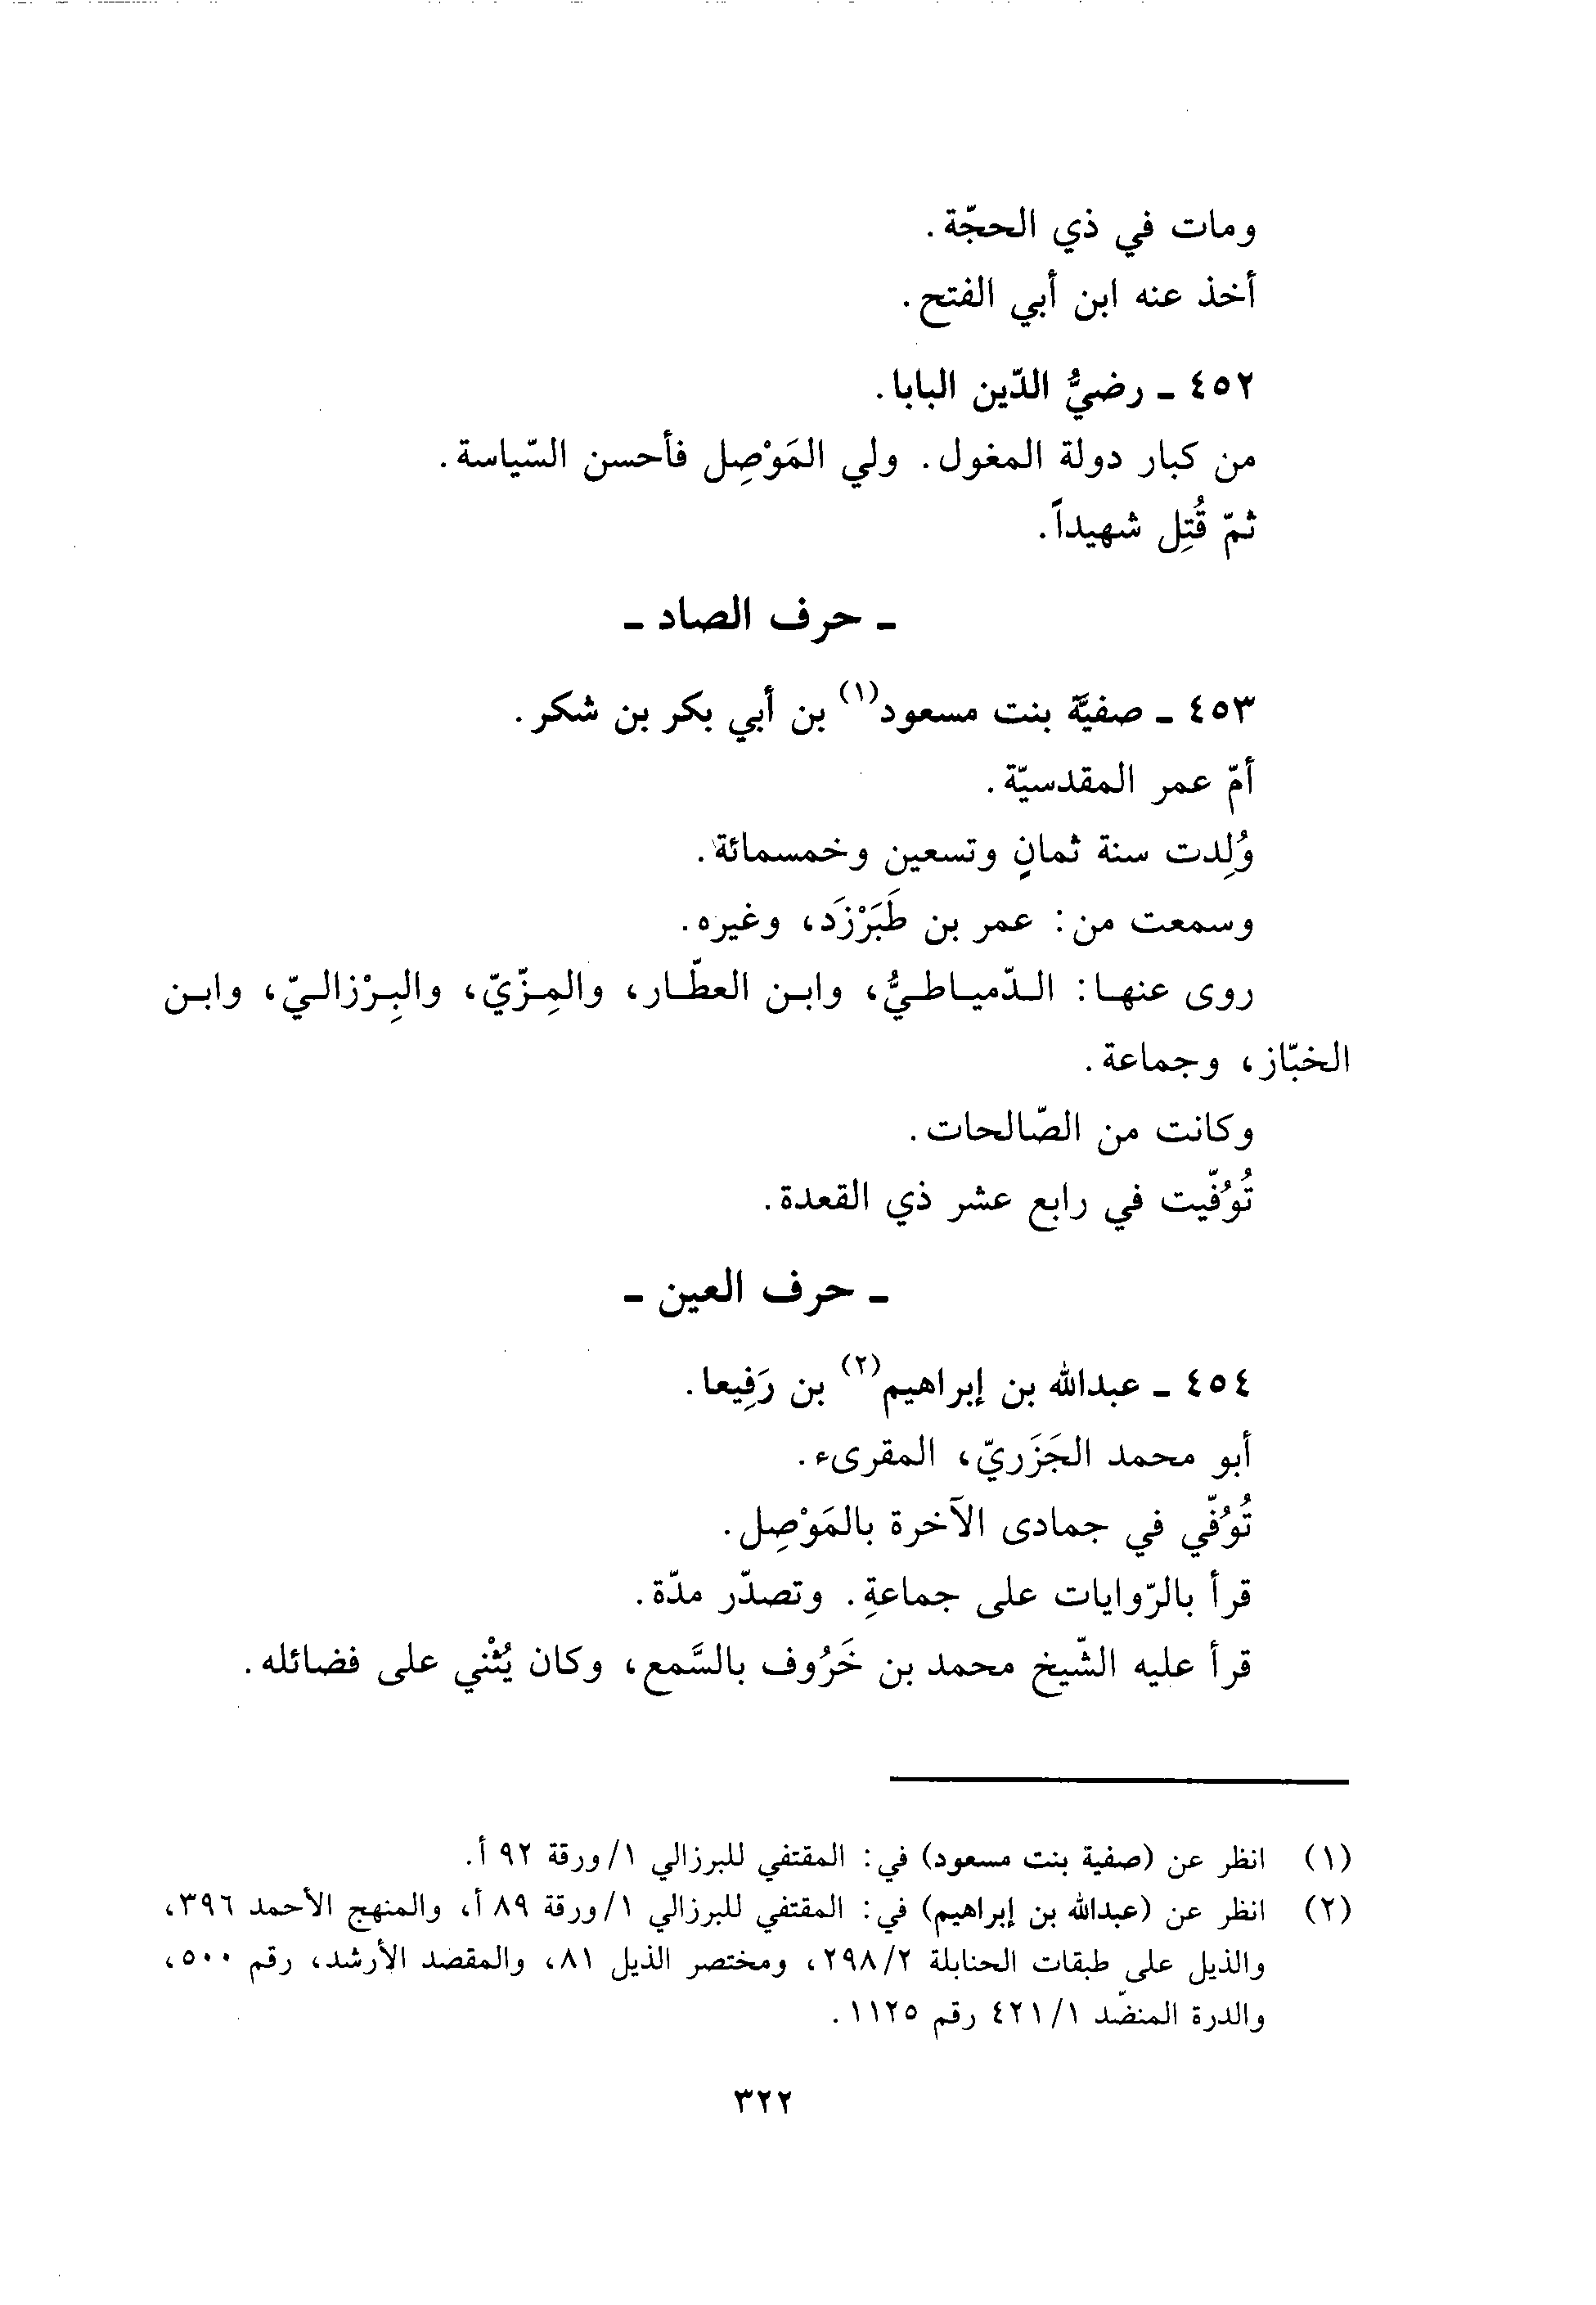 ومات في ذي الحجّة.
أخذ عنه ابن أبي الفتح.
٤٥٢ ـ رضيُّ الدّين البابا.
من كبار دولة المغول. ولي المَوْصِل فأحسن السّياسة.
ثمّ قُتِل شهيداً.
ـ حرف الصاد ـ
٤٥٣ ـ صفيَّة بنت مسعود(١) بن أبي بكر بن شكر.
أمّ عمر المقدسيّة.
وُلِدت سنة ثمانٍ وتسعين وخمسمائة.
وسمعت من: عمر بن طَبَرْزَد، وغيره.
روى عنها: الدّمياطيُّ، وابن العطّار، والمِزّيّ، والبِرْزاليّ، وابن
الخبّاز، وجماعة.
وكانت من الصّالحات.
تُوُفّيت في رابع عشر ذي القعدة.
ـ حرف العين ـ
٤٥٤ ـ عبدالله بن إبراهيم(٢) بن رَفِيعا.
أبو محمد الجَزَريّ، المقرىء.
تُوُفّي في جمادى الآخرة بالمَوْصِل.
قرأ بالرّوايات على جماعةِ. وتصدّر مدّة.
قرأ عليه الشّيخ محمد بن خَرُوف بالسَّمع، وكان يُثْني على فضائله.
(١) انظر عن (صفية بنت مسعود) في: المقتفي للبرزالي ١/ورقة ٩٢ أ.
(٢) انظر عن (عبدالله بن إبراهيم) في: المقتفي للبرزالي ١/ورقة ٨٩ أ، والمنهج الأحمد ٣٩٦،
والذيل على طبقات الحنابلة ٢٩٨/٢، ومختصر الذيل ٨١، والمقصد الأرشد، رقم ٥٠٠،
والدرة المنضّد ٤٢١/١ رقم ١١٢٥.
٣٢٢